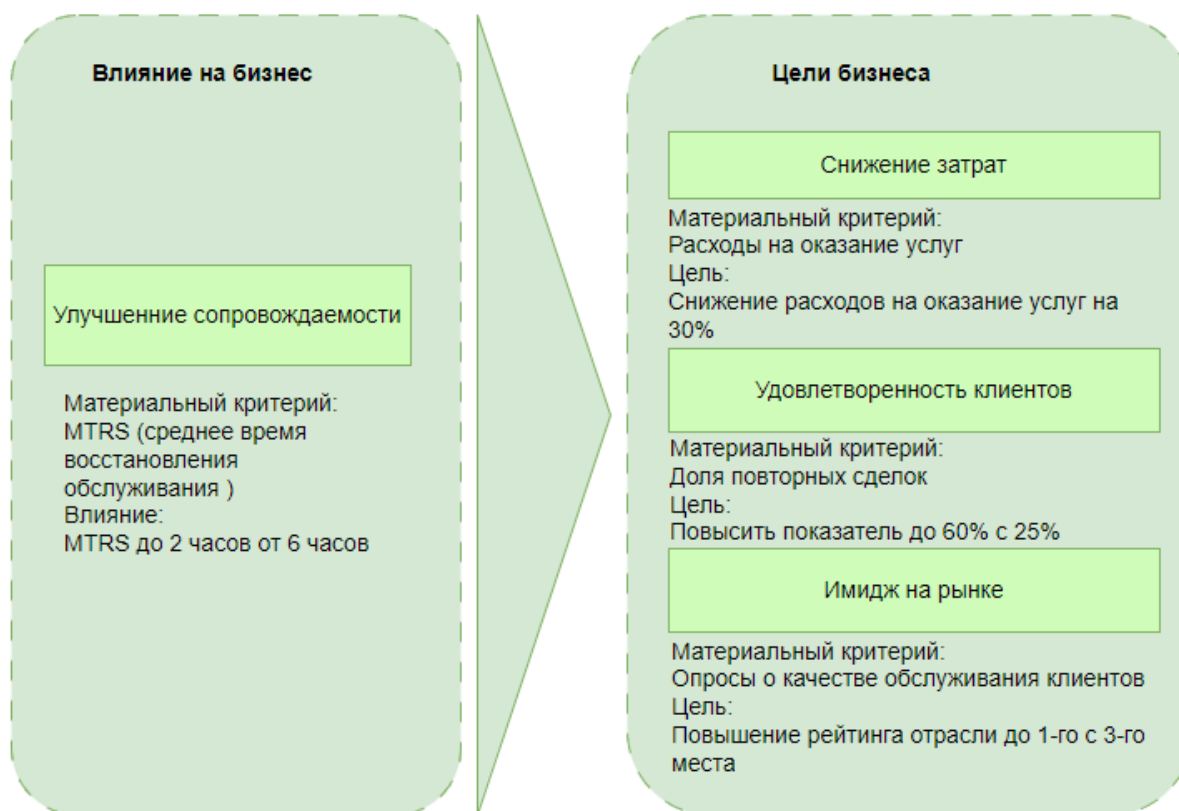 Влияние на бизнес
Улучшенние сопровождаемости
Материальный критерий:
MTRS (среднее время
восстановления
обслуживания )
Влияние:
MTRS до 2 часов от 6 часов
Цели бизнеса
Снижение затрат
Материальный критерий:
Расходы на оказание услуг
Цель:
Снижение расходов на оказание услуг на
30%
Удовлетворенность клиентов
Материальный критерий:
Доля повторных сделок
Цель:
Повысить показатель до 60% с 25%
Имидж на рынке
Материальный критерий:
Опросы о качестве обслуживания клиентов
Цель:
Повышение рейтинга отрасли до 1-го с 3-го
места